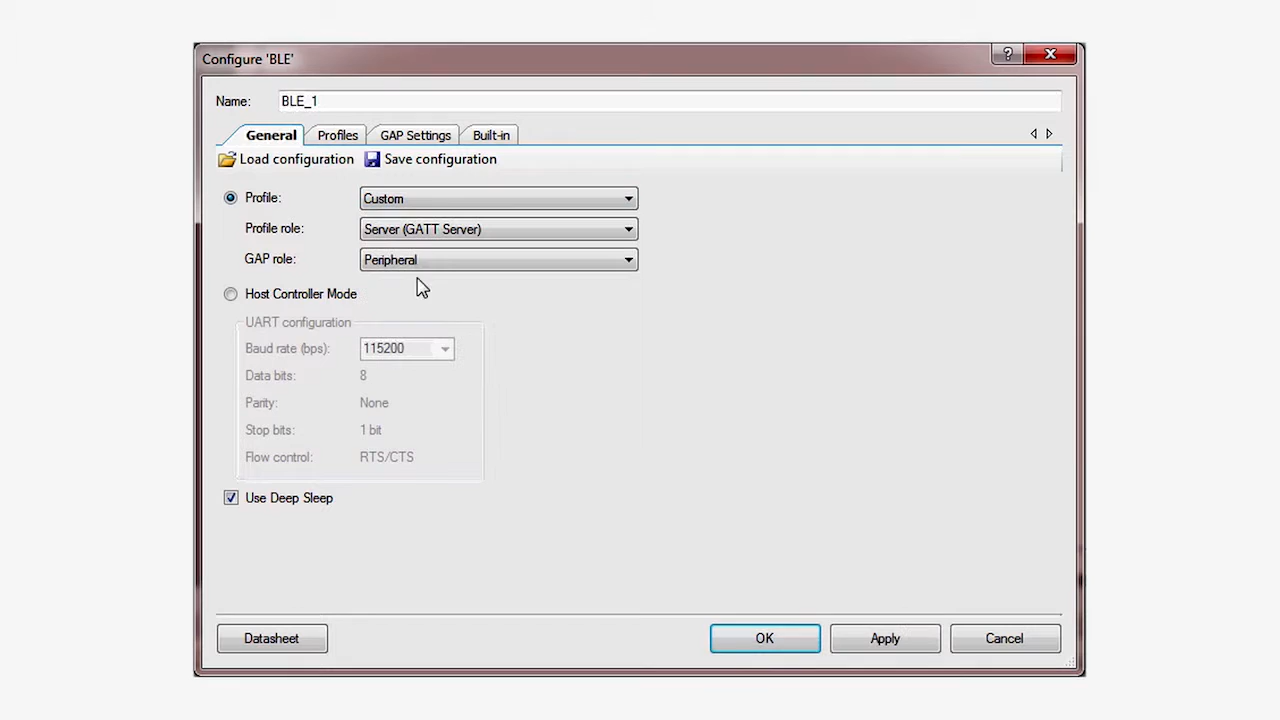 Configure 'BLE'
?
Name: BLE_1
General Profiles GAP Settings Built-in
Load configuration Save configuration
Profile: Custom
Profile role: Server (GATT Server)
GAP role: Peripheral
Host Controller Mode
UART configuration
Baud rate (bps): 115200
Data bits: 8
Parity: None
Stop bits: 1 bit
Flow control: RTS/CTS
Use Deep Sleep
Datasheet OK Apply Cancel